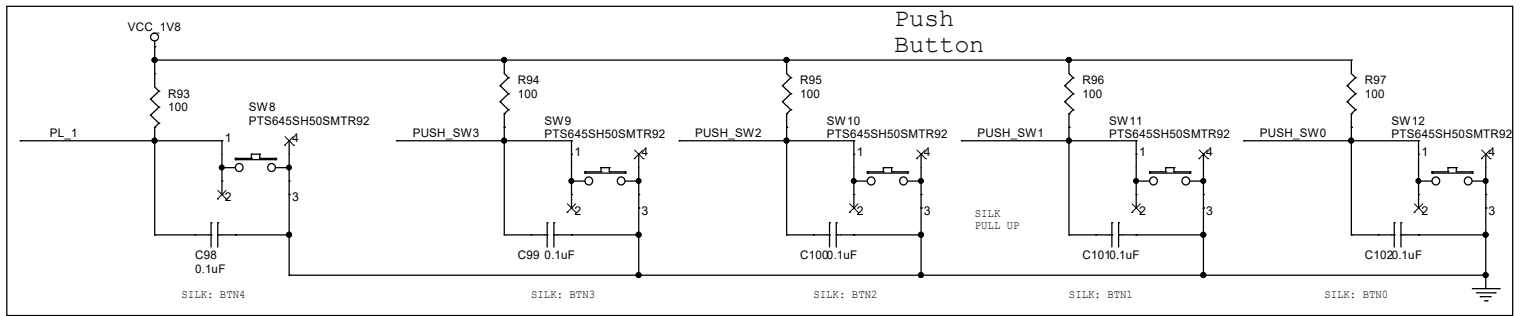 Push
Button
VCC_1V8
R93
100
SW8
PTS645SH50SMTR92
PL_1
1
4
2
3
C98
0.1uF
SILK: BTN4
R94
100
SW9
PTS645SH50SMTR92
PUSH_SW3
1
4
2
3
C99 0.1uF
SILK: BTN3
R95
100
SW10
PTS645SH50SMTR92
PUSH_SW2
1
4
2
3
C100 0.1uF
SILK: BTN2
R96
100
SW11
PTS645SH50SMTR92
PUSH_SW1
1
4
2
3
SILK
PULL UP
C101 0.1uF
SILK: BTN1
R97
100
SW12
PTS645SH50SMTR92
PUSH_SW0
1
4
2
3
C102 0.1uF
SILK: BTN0